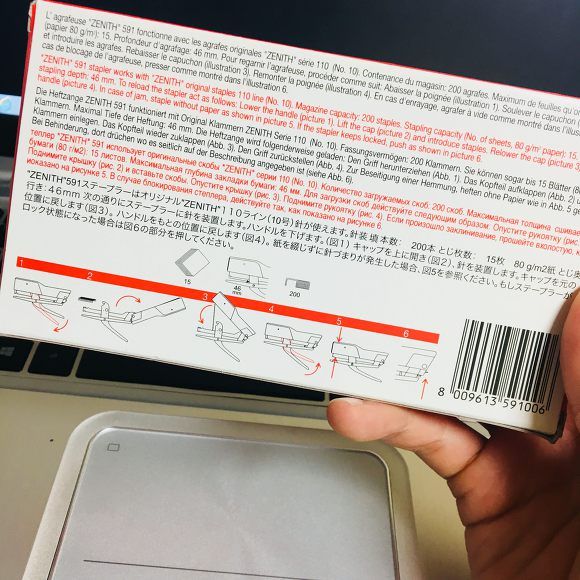 L'agrafeuse "ZENITH" 591 fonctionne avec les agrafes originales "ZENITH" série 110 (No. 10). Contenance du magasin: 200 agrafes. Maximum de feuilles
(papier 80 g/m²): 15. Profondeur d'agrafage: 46 mm. Pour regarnir l'agrafeuse, procéder comme suit: Abaisser la poignée (illustration 1). Soulever le capuchon
et introduire les agrafes. Rabaisser le capuchon (illustration 3). Remonter la poignée (illustration 4). En cas d'enrayage, agrafer à vide comme montré dans
cas de blocage de l'agrafeuse, presser comme montré dans l'illustration 6.
"ZENITH" 591 stapler works with "ZENITH" original staples 110 line (No. 10). Magazine capacity: 200 staples. Stapling capacity (No. of sheets, 80 g/m² paper): 15.
stapling depth: 46 mm. To reload the stapler act as follows: Lower the handle (picture 1). Lift the cap (picture 2) and introduce staples. Relower the cap (picture 3).
handle (picture 4). In case of jam, staple without paper as shown in picture 5. If the stapler keeps locked, push as shown in picture 6.
Die Heftzange ZENITH 591 funktioniert mit Original Klammern ZENITH Serie 110 (No. 10). Fassungsvermögen: 200 Klammern. Sie können sogar bis 15 Blätter
Klammern. Maximal Tiefe der Heftung: 46 mm. Die Heftzange wird folgenderweise geladen: Den Griff herunterziehen (Abb. 1). Das Kopfteil aufklappen (Abb. 2) und
einlegen. Das Kopfteil wieder zuklappen (Abb. 3). Den Griff zurückstellen (Abb. 4). Zur Beseitigung einer Hemmung, heften ohne Papier wie in Abb. 5
Bei Behinderung, dort drücken wo es seitlich auf der Beschreibung angegeben ist (siehe Abb. 6).
теплер "ZENITH" 591 использует оригинальные скобы "ZENITH" серии 110 (No. 10). Количество загружаемых скоб: 200 скоб. Максимальная толщина сшивае
бумаги (80 г/м2): 15 листов. Максимальная глубина закладки бумаги: 46 мм. Для загрузки скоб действуйте следующим образом: Опустите рукоятку (рис.
Поднимите крышку (рис. 2) и вставьте скобы. Опустите крышку (рис. 3). Поднимите рукоятку (рис. 4). Если произошло заклинивание, прошейте вхолостую,
показано на рисунке 5. В случае блокирования степлера, действуйте так, как показано на рисунке 6.
"ZENITH"591ステープラーはオリジナル"ZENITH"110ライン(10号)針が使えます。針装填本数: 200本 とじ枚数: 15枚 80 g/m2紙 とじ奥
行き: 46mm 次の通りにステープラーに針を装置します。ハンドルを下げます。(図1)キャップを上に開き(図2)、針を装置します。キャップを元の
位置に戻します(図3)。ハンドルをもとの位置に戻します(図4)。紙を綴じずに針づまりが発生した場合、図5を参照ください。もしステープラーが
ロック状態になった場合は図6の部分を押してください。
15
46 mm
200
1 2 3 4 5 6
8 009613 591006